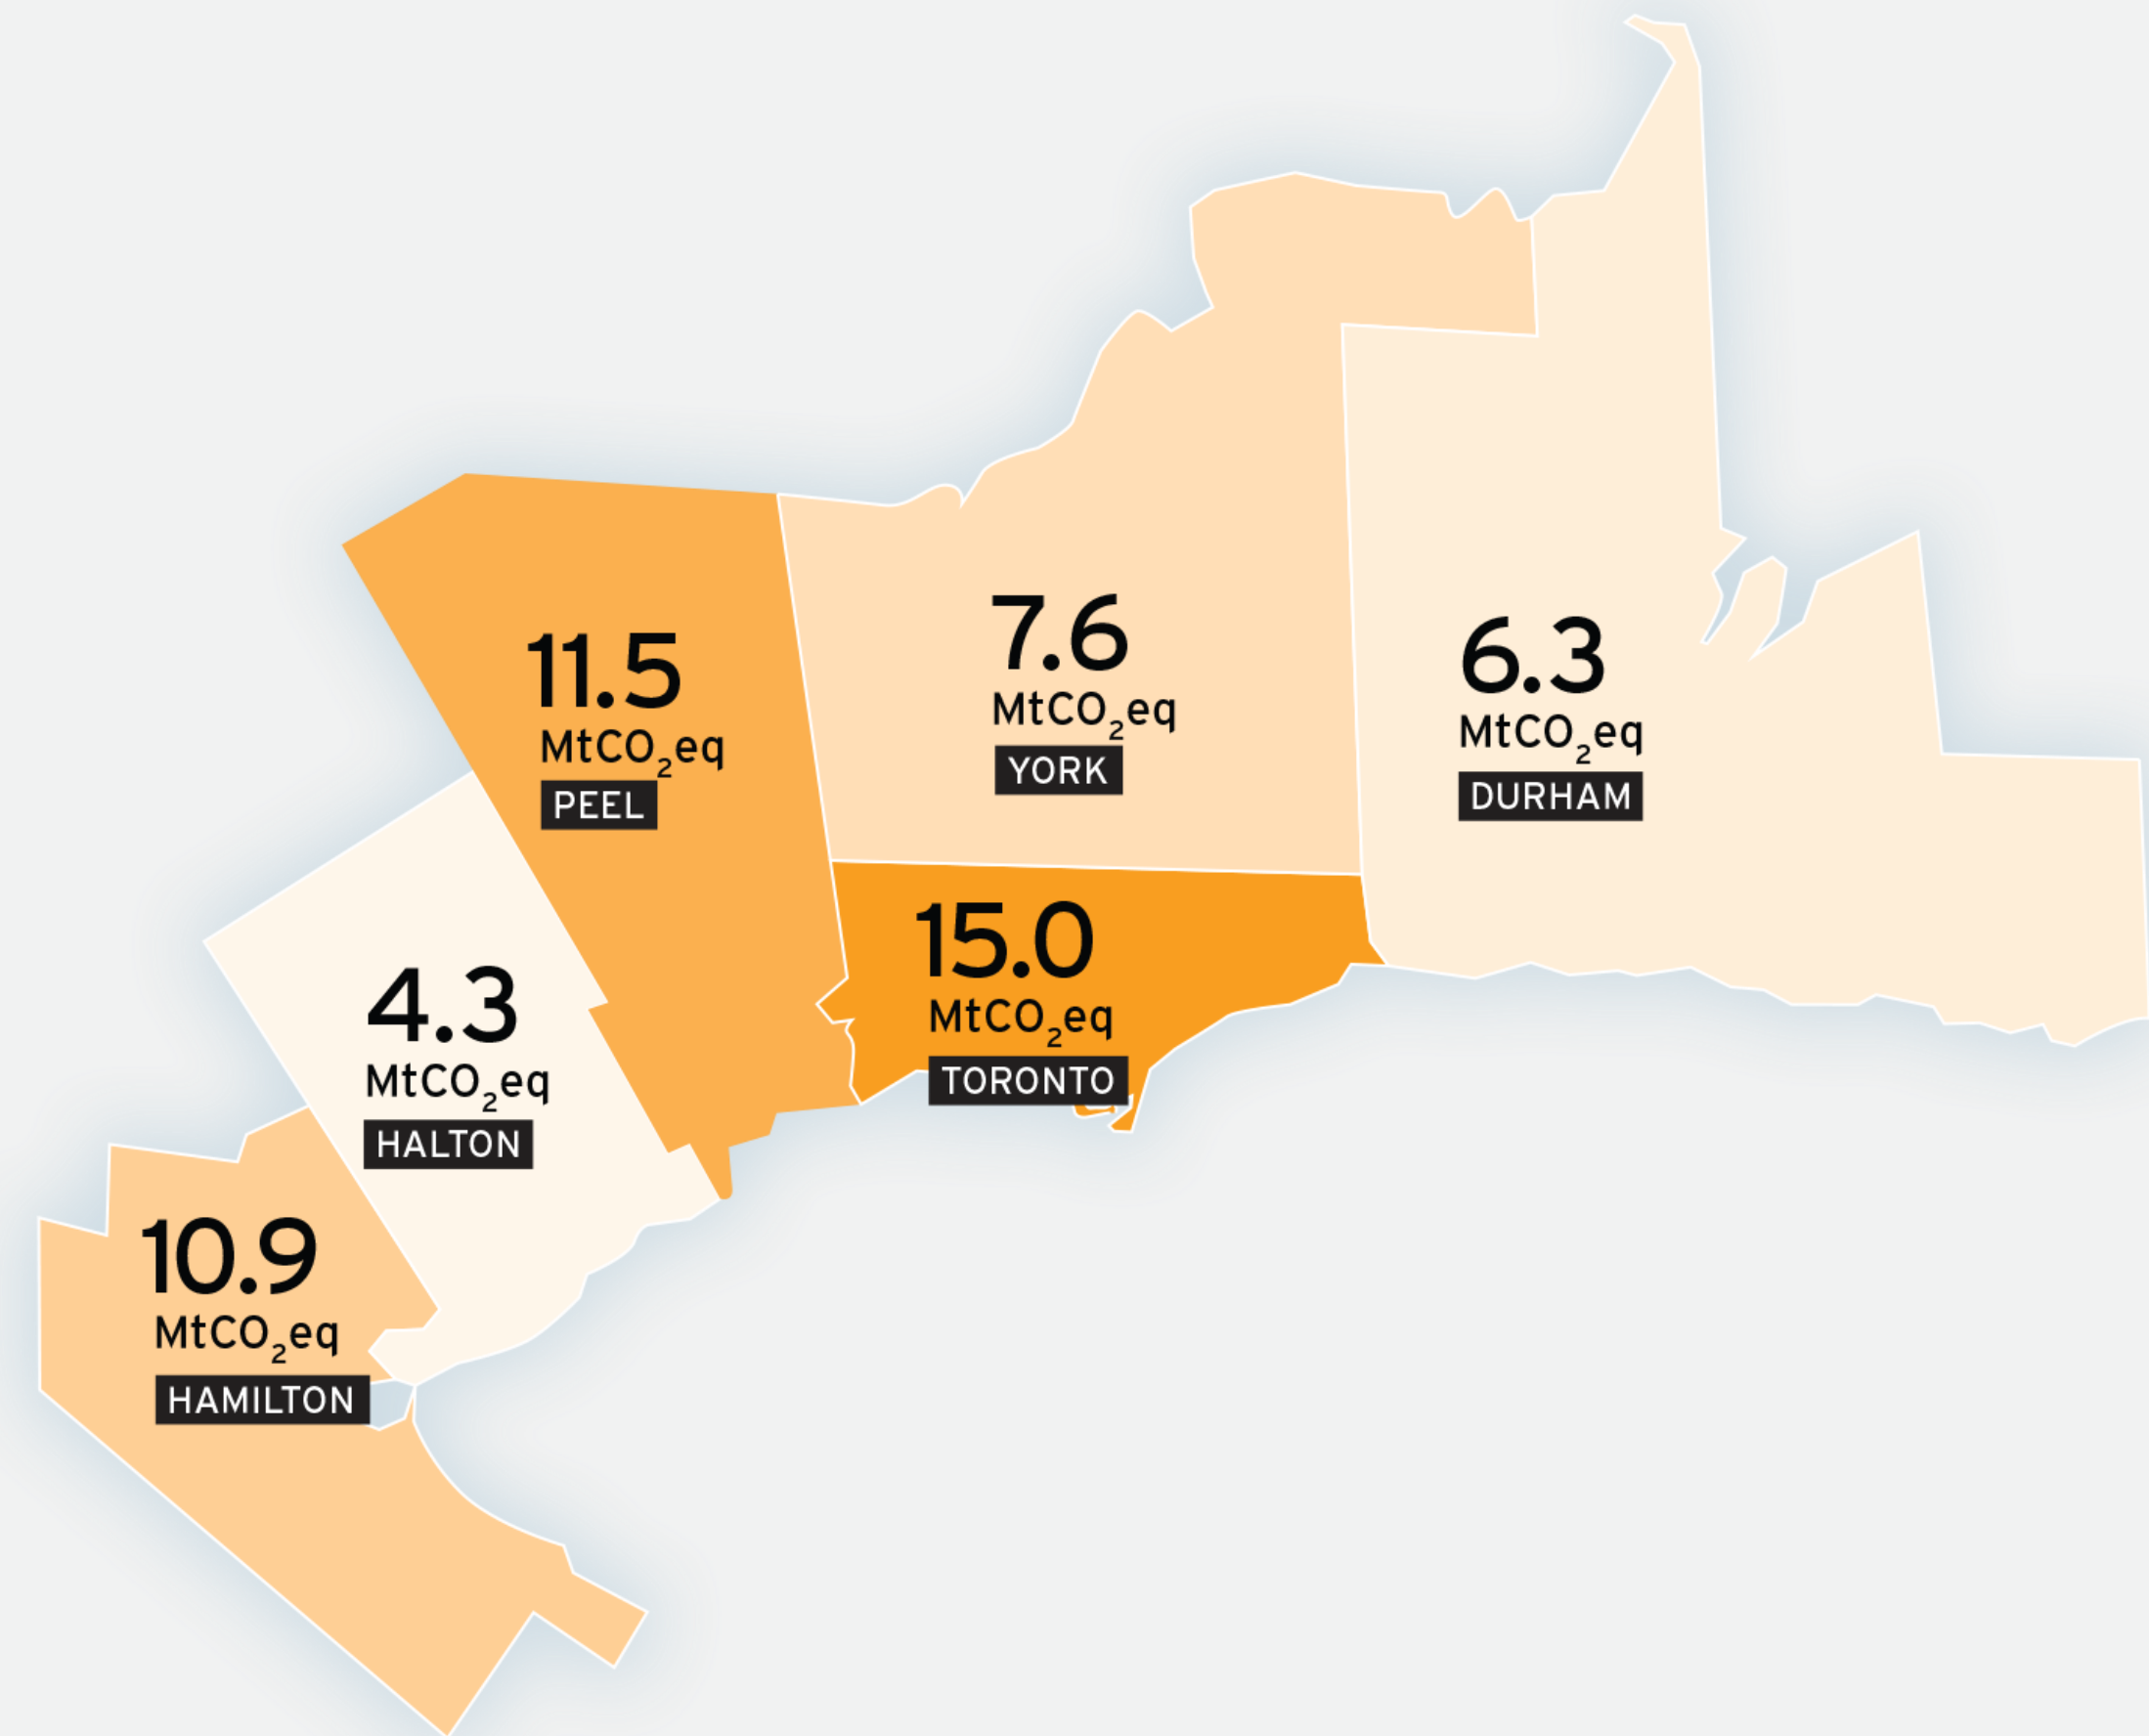 7.6
MtCO₂eq
YORK
6.3
MtCO₂eq
DURHAM
11.5
MtCO₂eq
PEEL
15.0
MtCO₂eq
TORONTO
4.3
MtCO₂eq
HALTON
10.9
MtCO₂eq
HAMILTON